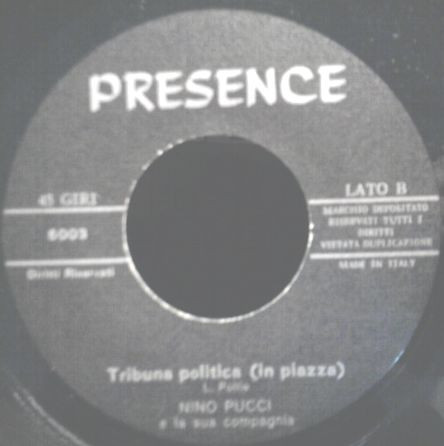 PRESENCE
45 GIRI
6003
Diritti Riservati
LATO B
MARCHIO DEPOSITATO
RISERVATI TUTTI I
DIRITTI
VIETATA DUPLICAZIONE
MADE IN ITALY
Tribuna politica (in piazza)
L.
NINO PUCCI
e la sua compagnia